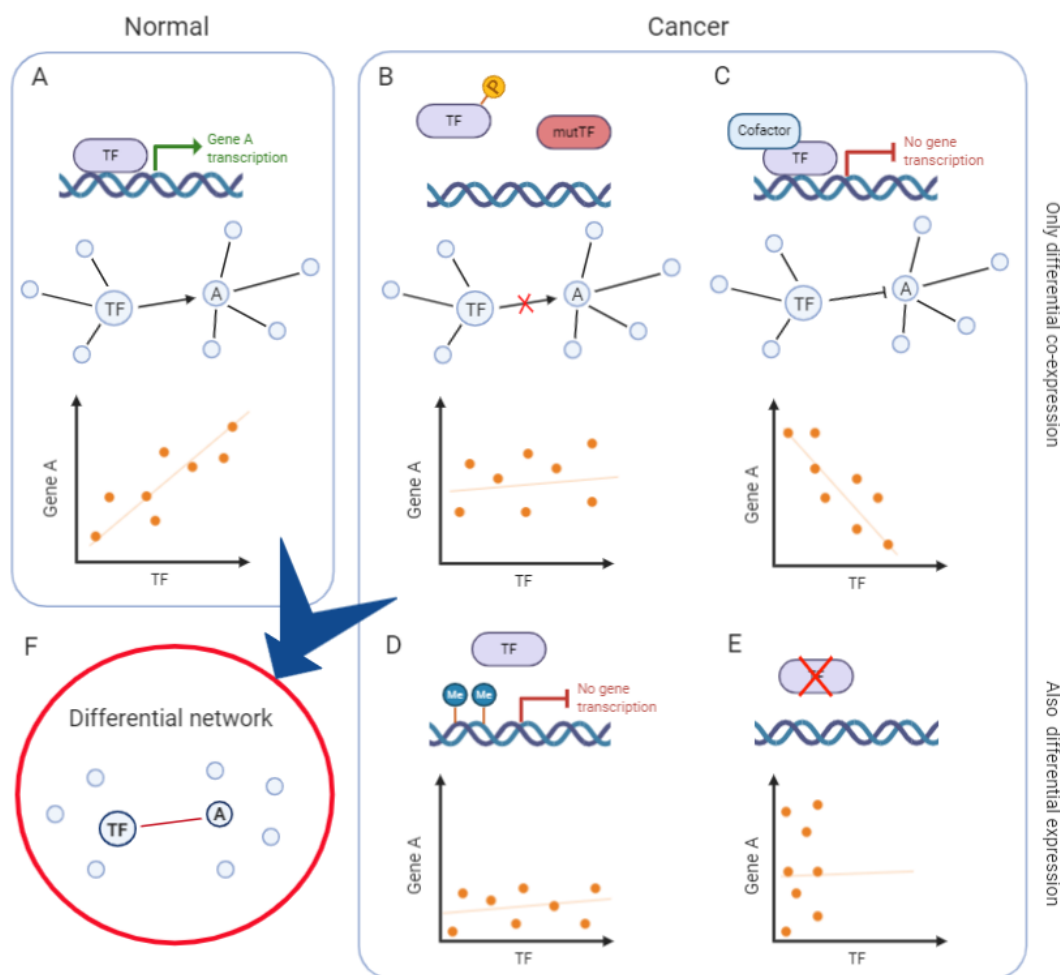 Normal
Cancer
A
TF
Gene A
transcription
TF
A
Gene A
TF
B
TF
P
mutTF
TF
A
Gene A
TF
C
Cofactor
TF
No gene
transcription
TF
A
Gene A
TF
Only differential co-expression
F
Differential network
TF
A
D
TF
Me
Me
No gene
transcription
Gene A
TF
E
TF
Gene A
TF
Also differential expression